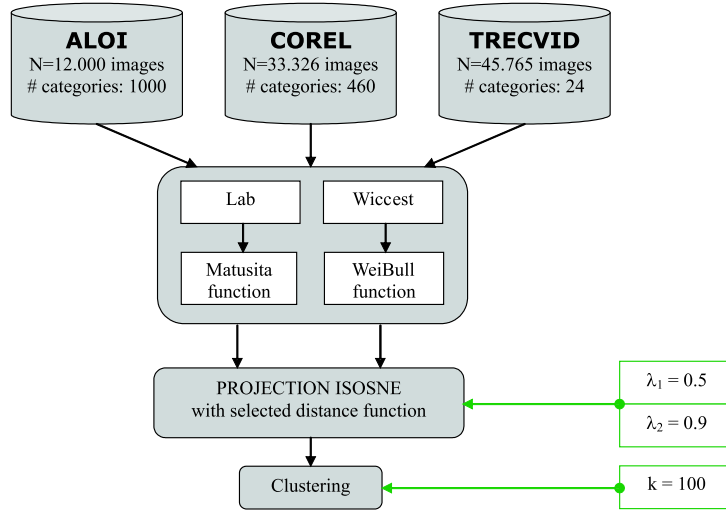 ALOI
N=12.000 images
# categories: 1000
COREL
N=33.326 images
# categories: 460
TRECVID
N=45.765 images
# categories: 24
Lab
Wiccest
Matusita
function
WeiBull
function
PROJECTION ISOSNE
with selected distance function
λ₁ = 0.5
λ₂ = 0.9
Clustering
k = 100